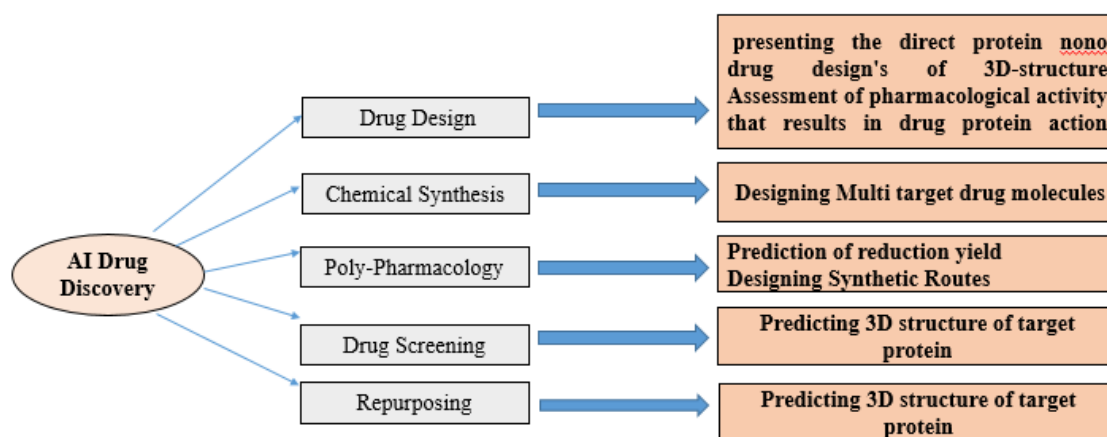 AI Drug
Discovery
Drug Design
presenting the direct protein nono
drug design's of 3D-structure
Assessment of pharmacological activity
that results in drug protein action
Chemical Synthesis
Designing Multi target drug molecules
Poly-Pharmacology
Prediction of reduction yield
Designing Synthetic Routes
Drug Screening
Predicting 3D structure of target
protein
Repurposing
Predicting 3D structure of target
protein